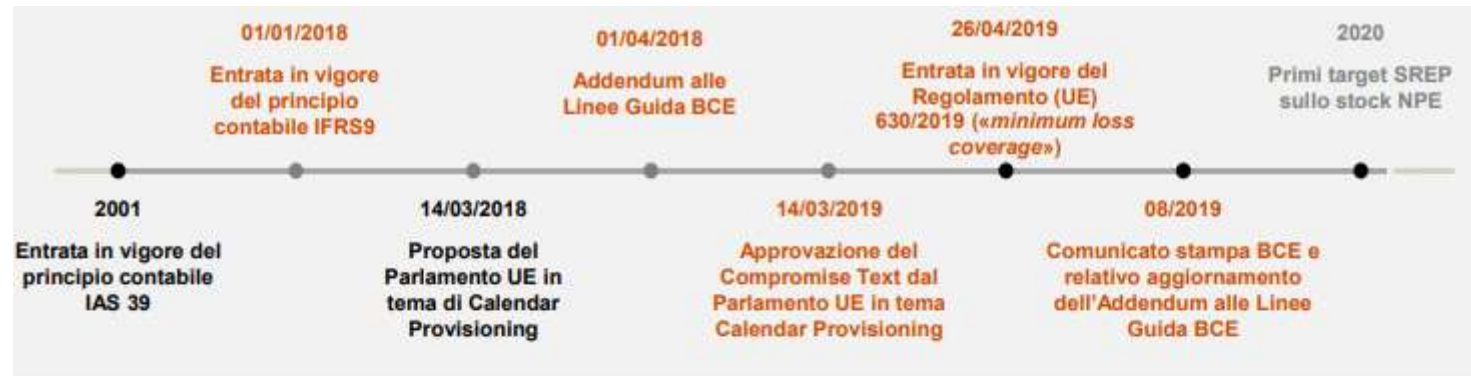 01/01/2018
Entrata in vigore
del principio
contabile IFRS9
01/04/2018
Addendum alle
Linee Guida BCE
26/04/2019
Entrata in vigore del
Regolamento (UE)
630/2019 («minimum loss
coverage»)
2020
Primi target SREP
sullo stock NPE
2001
Entrata in vigore del
principio contabile
IAS 39
14/03/2018
Proposta del
Parlamento UE in
tema di Calendar
Provisioning
14/03/2019
Approvazione del
Compromise Text dal
Parlamento UE in tema
Calendar Provisioning
08/2019
Comunicato stampa BCE e
relativo aggiornamento
dell'Addendum alle Linee
Guida BCE